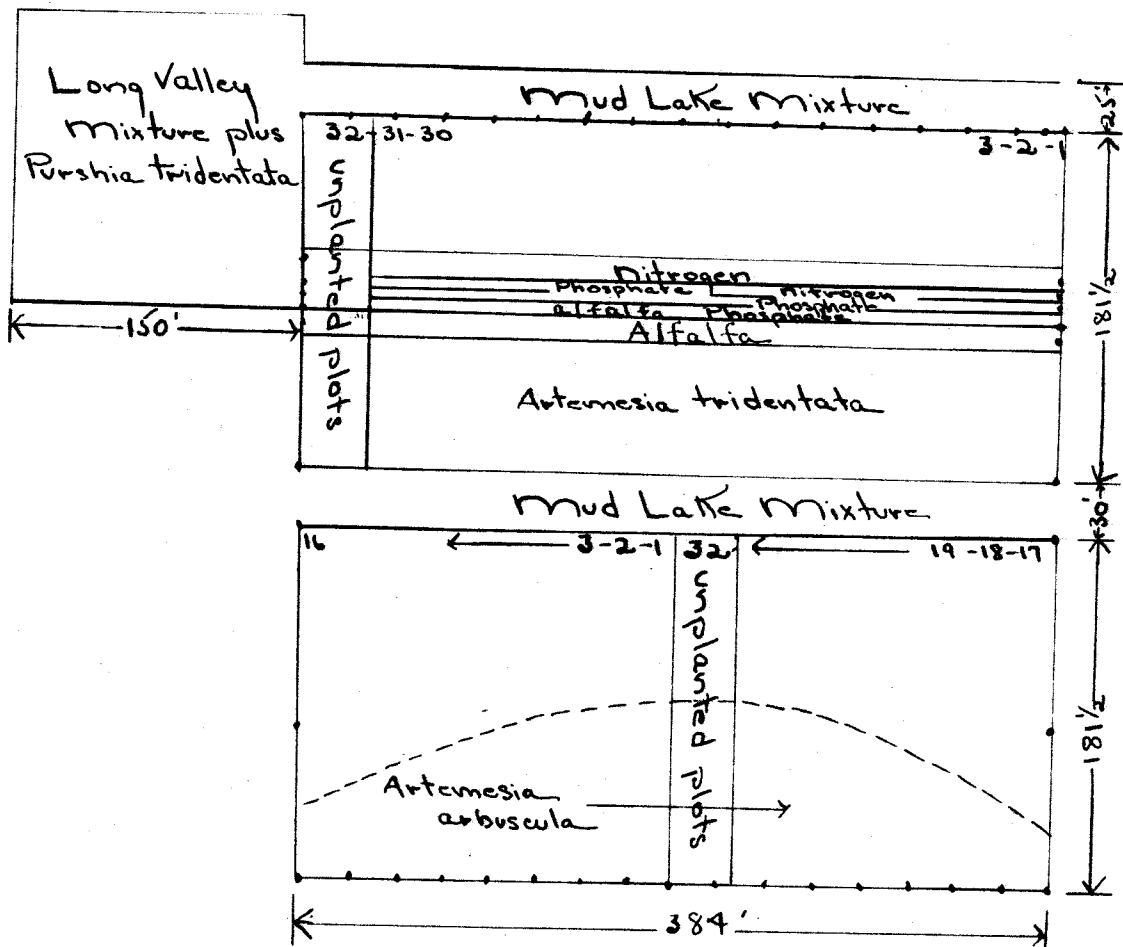 Long Valley
Mixture plus
Purshia tridentata
Mud Lake Mixture
25'
32-31-30
3-2-1
unplanted plots
Nitrogen
Phosphate
Nitrogen
Phosphate
alfalfa Phosphate
Alfalfa
181½
150'
Artemesia tridentata
Mud Lake Mixture
30'
16
3-2-1
32
19-18-17
unplanted plots
181½
Artemesia
arbuscula
384'